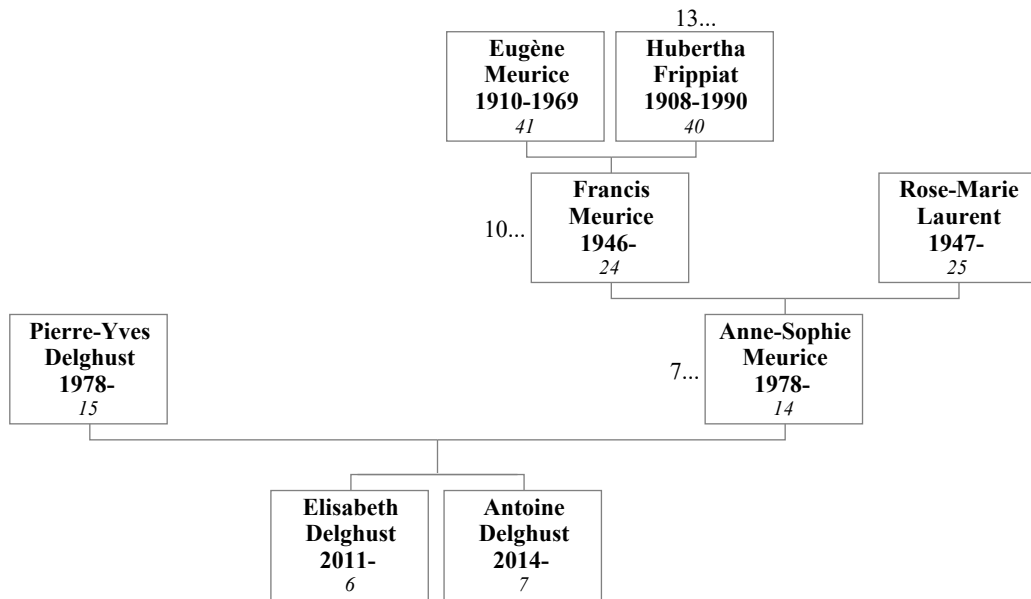 13...
Eugène
Meurice
1910-1969
41
Hubertha
Frippiat
1908-1990
40
10...
Francis
Meurice
1946-
24
Rose-Marie
Laurent
1947-
25
Pierre-Yves
Delghust
1978-
15
7...
Anne-Sophie
Meurice
1978-
14
Elisabeth
Delghust
2011-
6
Antoine
Delghust
2014-
7